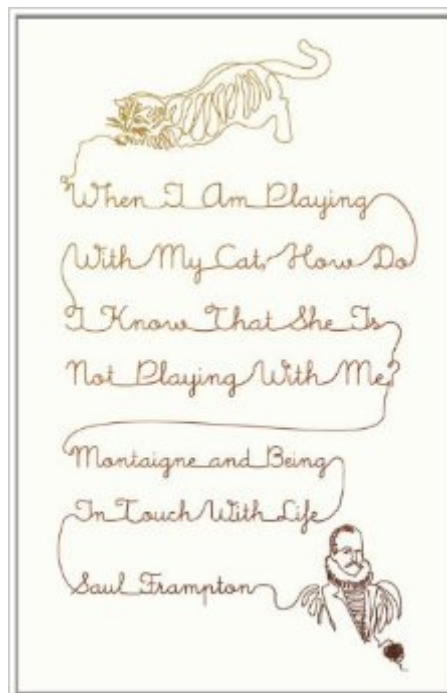 When I Am Playing
With My Cat, How Do
I Know That She Is
Not Playing With Me?
Montaigne and Being
In Touch With Life
Saul Frampton